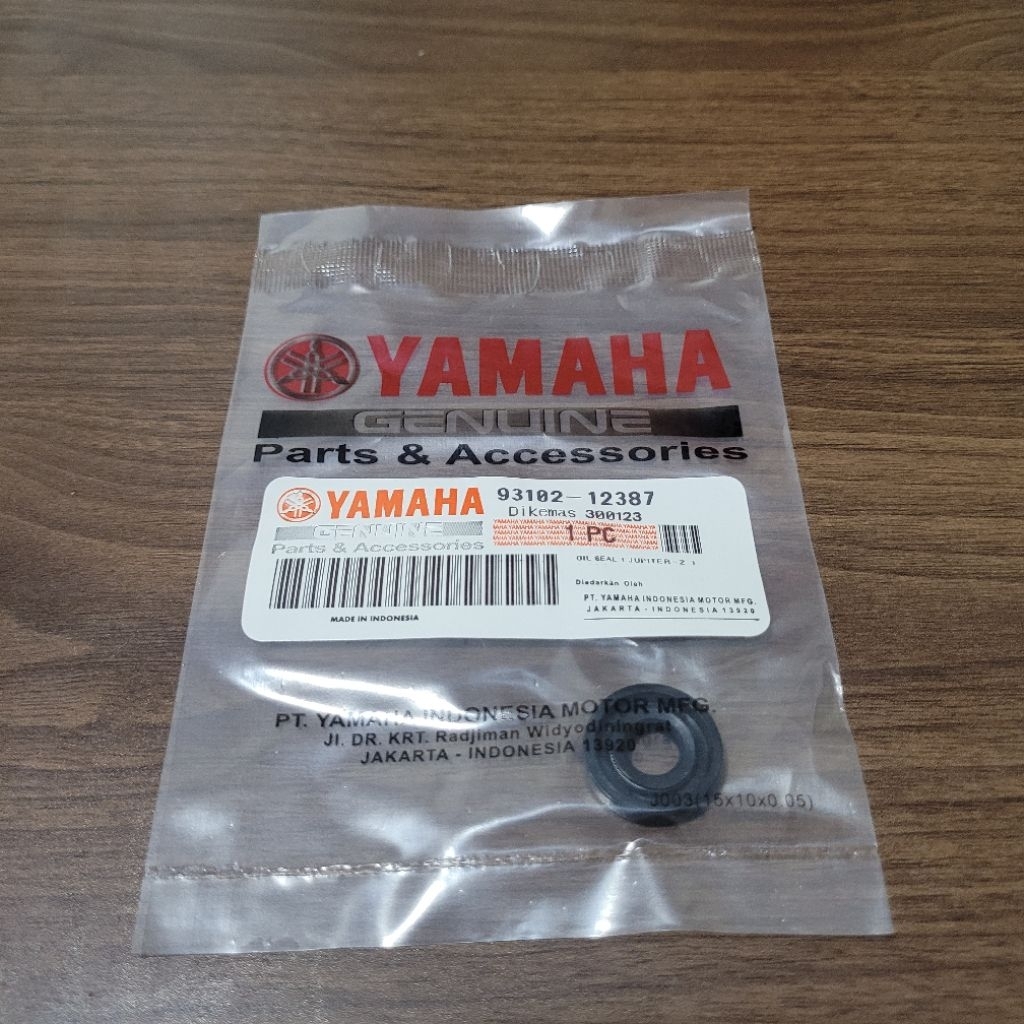 YAMAHA
GENUINE
Parts & Accessories
YAMAHA
GENUINE
Parts & Accessories
93102-12387
Dikemas 300123
1 PC
OIL SEAL ( JUPITER-Z )
Diedarkan Oleh
PT. YAMAHA INDONESIA MOTOR MFG.
JAKARTA - INDONESIA 13920
MADE IN INDONESIA
PT. YAMAHA INDONESIA MOTOR MFG.
Jl. DR. KRT. Radjiman Widyodiningrat
JAKARTA - INDONESIA 13920
J003(15x10x0.05)